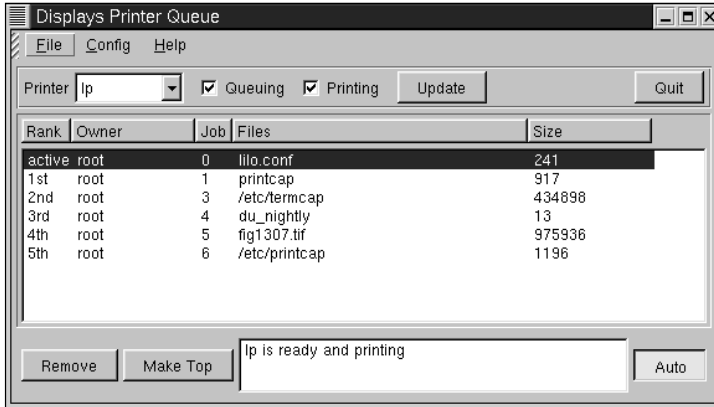 Displays Printer Queue
File Config Help
Printer lp Queuing Printing Update Quit
Rank Owner Job Files Size
active root 0 lilo.conf 241
1st root 1 printcap 917
2nd root 3 /etc/termcap 434898
3rd root 4 du_nightly 13
4th root 5 fig1307.tif 975936
5th root 6 /etc/printcap 1196
Remove Make Top lp is ready and printing Auto